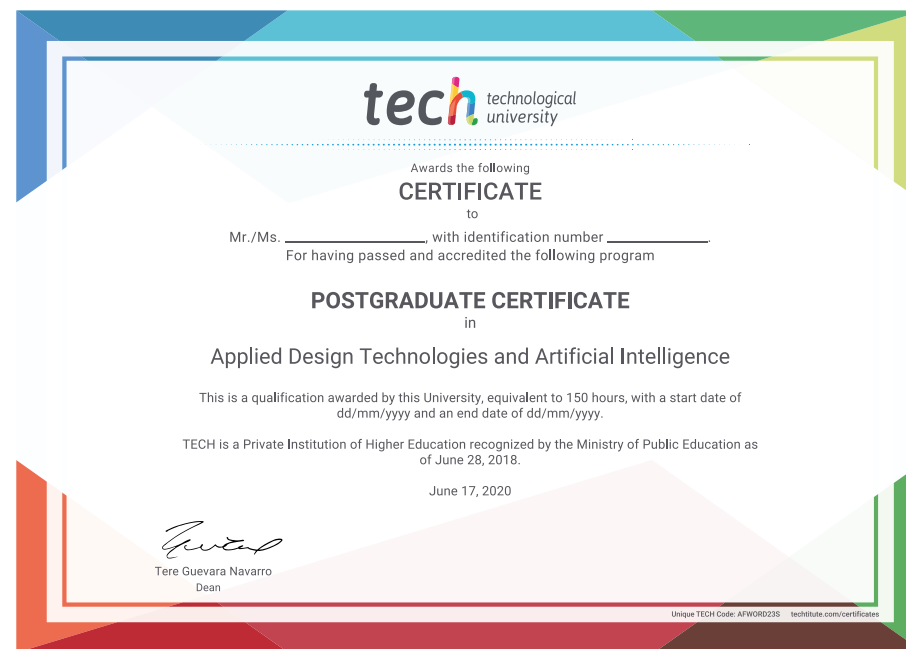 tech technological
university
Awards the following
CERTIFICATE
to
Mr./Ms. ____________________, with identification number ______________.
For having passed and accredited the following program
POSTGRADUATE CERTIFICATE
in
Applied Design Technologies and Artificial Intelligence
This is a qualification awarded by this University, equivalent to 150 hours, with a start date of
dd/mm/yyyy and an end date of dd/mm/yyyy.
TECH is a Private Institution of Higher Education recognized by the Ministry of Public Education as
of June 28, 2018.
June 17, 2020
Tere Guevara Navarro
Dean
Unique TECH Code: AFWORD23S techtitute.com/certificates